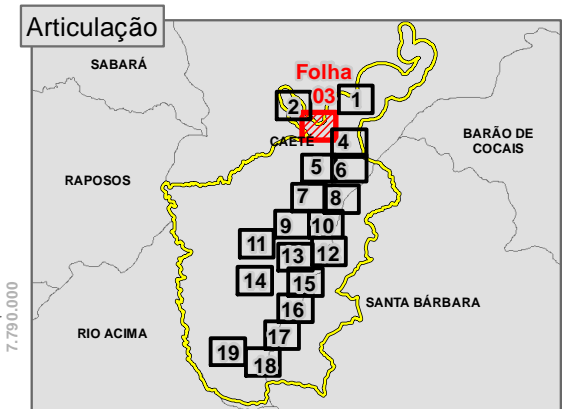 Articulação
SABARÁ
Folha
03
1
2
CAETÉ
4
BARÃO DE
COCAIS
RAPOSOS
5
6
7
8
9
10
11
13
12
14
15
7.790.000
SANTA BÁRBARA
16
RIO ACIMA
17
19
18